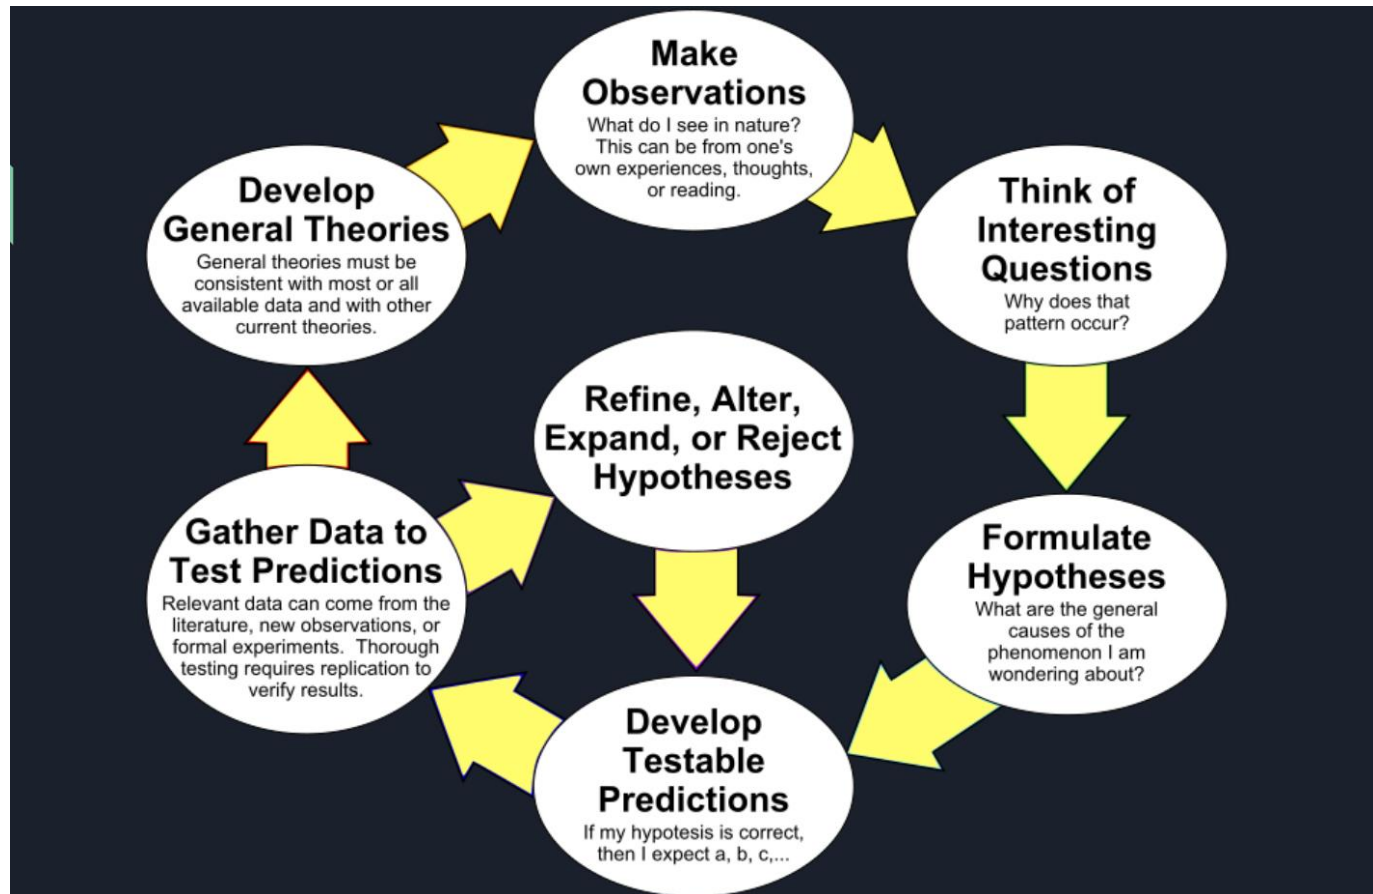 Make
Observations
What do I see in nature?
This can be from one's
own experiences, thoughts,
or reading.
Think of
Interesting
Questions
Why does that
pattern occur?
Formulate
Hypotheses
What are the general
causes of the
phenomenon I am
wondering about?
Develop
Testable
Predictions
If my hypotesis is correct,
then I expect a, b, c,...
Gather Data to
Test Predictions
Relevant data can come from the
literature, new observations, or
formal experiments.  Thorough
testing requires replication to
verify results.
Refine, Alter,
Expand, or Reject
Hypotheses
Develop
General Theories
General theories must be
consistent with most or all
available data and with other
current theories.